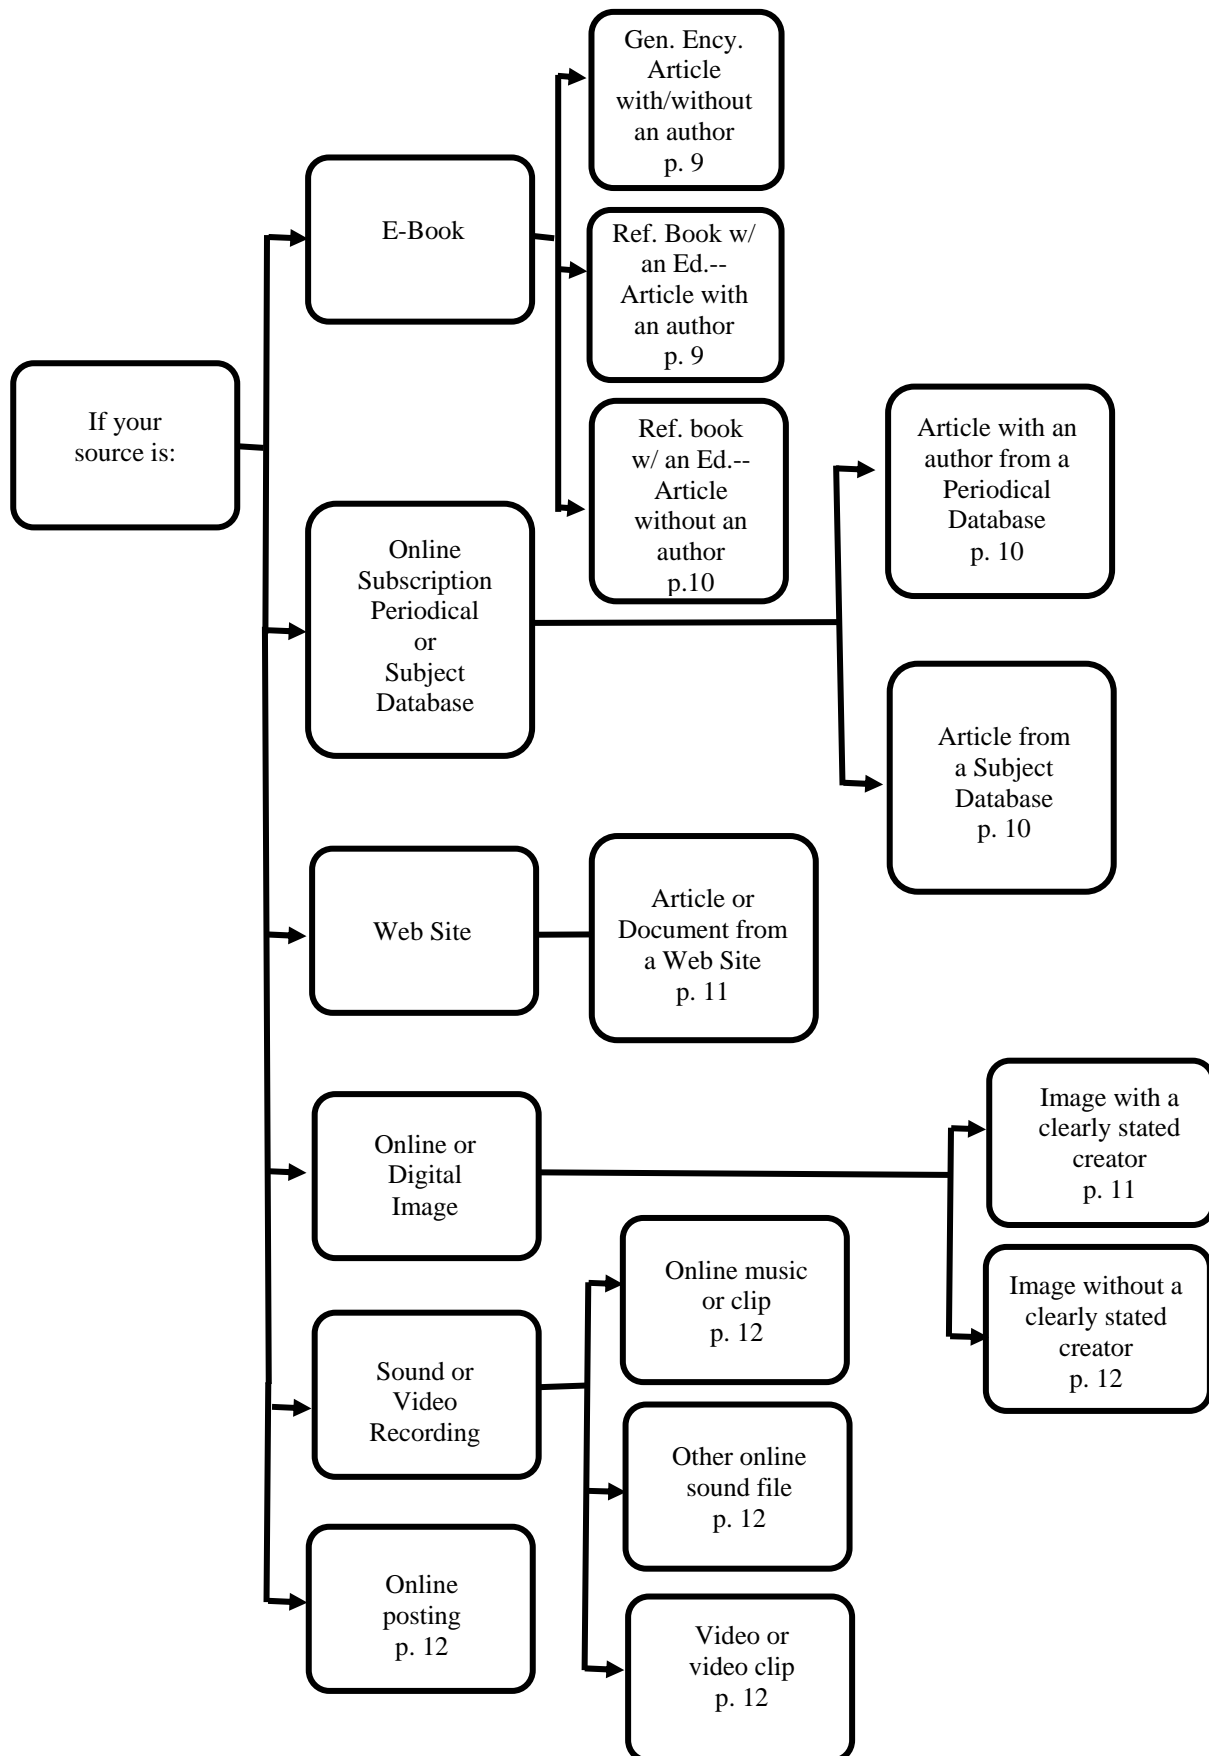 If your
source is:
E-Book
Gen. Ency.
Article
with/without
an author
p. 9
Ref. Book w/
an Ed.--
Article with
an author
p. 9
Ref. book
w/ an Ed.--
Article
without an
author
p.10
Online
Subscription
Periodical
or
Subject
Database
Article with an
author from a
Periodical
Database
p. 10
Article from
a Subject
Database
p. 10
Web Site
Article or
Document from
a Web Site
p. 11
Online or
Digital
Image
Image with a
clearly stated
creator
p. 11
Image without a
clearly stated
creator
p. 12
Sound or
Video
Recording
Online music
or clip
p. 12
Other online
sound file
p. 12
Video or
video clip
p. 12
Online
posting
p. 12